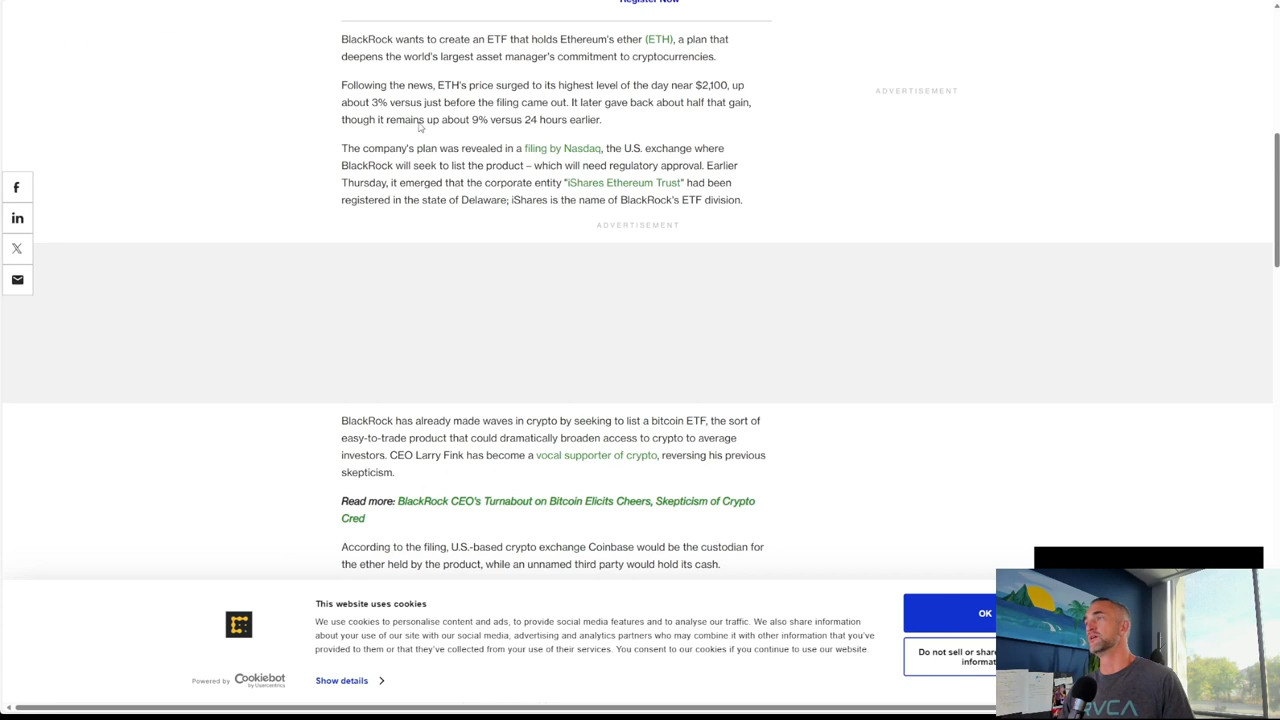 Register Now
BlackRock wants to create an ETF that holds Ethereum's ether (ETH), a plan that
deepens the world's largest asset manager's commitment to cryptocurrencies.
Following the news, ETH's price surged to its highest level of the day near $2,100, up
about 3% versus just before the filing came out. It later gave back about half that gain,
though it remains up about 9% versus 24 hours earlier.
ADVERTISEMENT
The company's plan was revealed in a filing by Nasdaq, the U.S. exchange where
BlackRock will seek to list the product – which will need regulatory approval. Earlier
Thursday, it emerged that the corporate entity "iShares Ethereum Trust" had been
registered in the state of Delaware; iShares is the name of BlackRock's ETF division.
ADVERTISEMENT
BlackRock has already made waves in crypto by seeking to list a bitcoin ETF, the sort of
easy-to-trade product that could dramatically broaden access to crypto to average
investors. CEO Larry Fink has become a vocal supporter of crypto, reversing his previous
skepticism.
Read more: BlackRock CEO's Turnabout on Bitcoin Elicits Cheers, Skepticism of Crypto
Cred
According to the filing, U.S.-based crypto exchange Coinbase would be the custodian for
the ether held by the product, while an unnamed third party would hold its cash.
This website uses cookies
We use cookies to personalise content and ads, to provide social media features and to analyse our traffic. We also share information
about your use of our site with our social media, advertising and analytics partners who may combine it with other information that you've
provided to them or that they've collected from your use of their services. You consent to our cookies if you continue to use our website.
Powered by Cookiebot
by Usercentrics
Show details
OK
Do not sell or share
RVCA